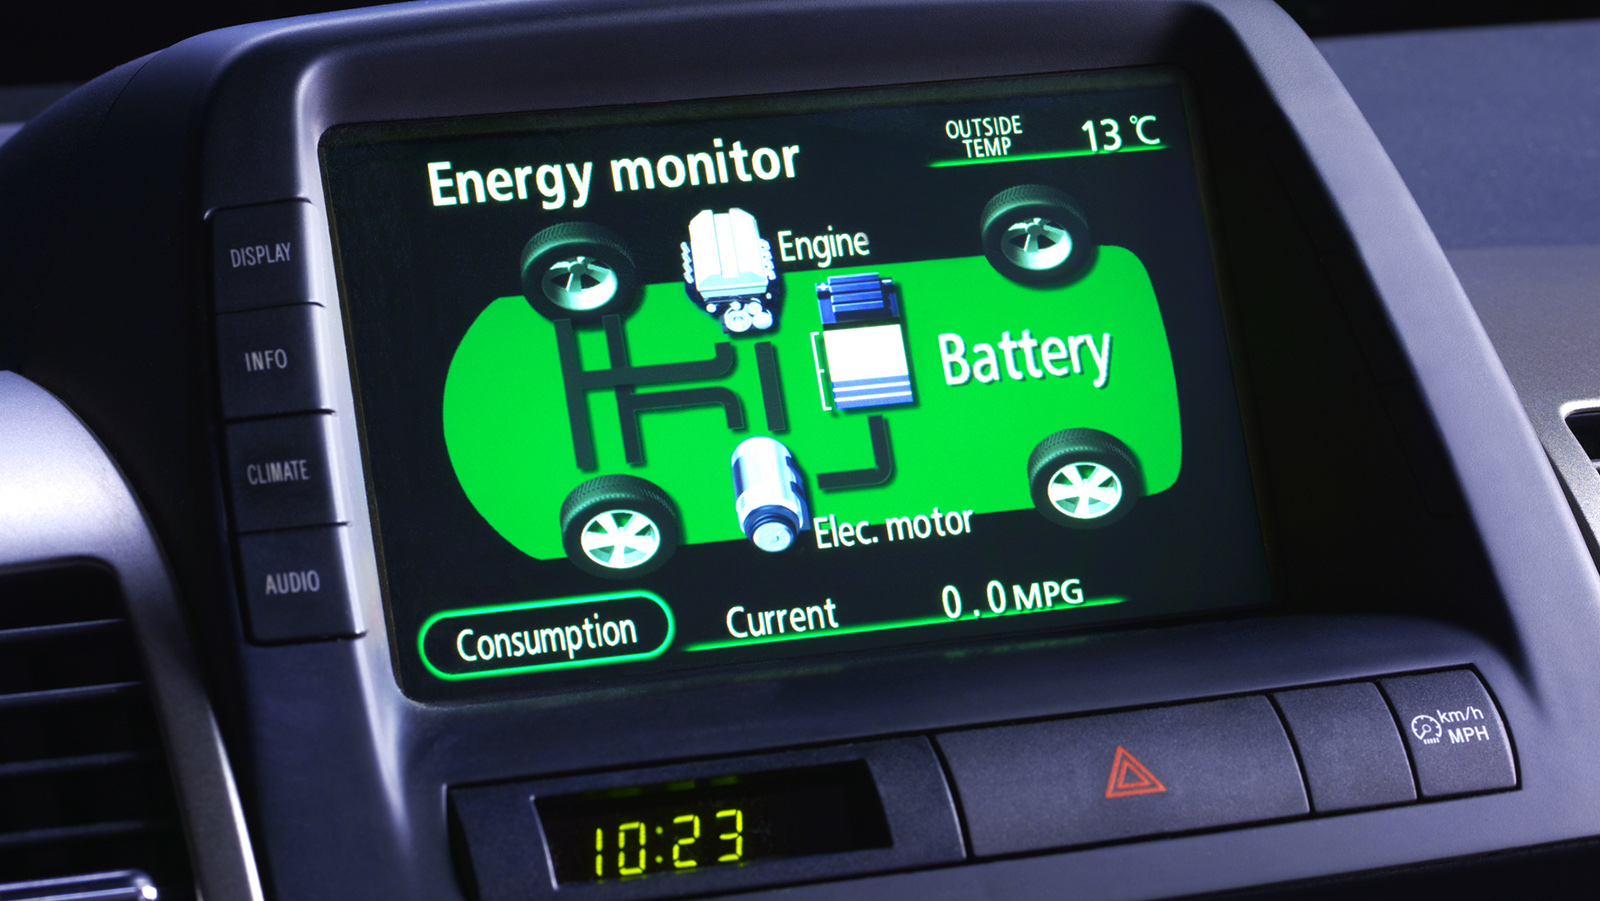 Energy monitor
OUTSIDE
TEMP
13 °C
Engine
Battery
Elec. motor
Consumption
Current
0.0 MPG
DISPLAY
INFO
CLIMATE
AUDIO
km/h
MPH
10:23